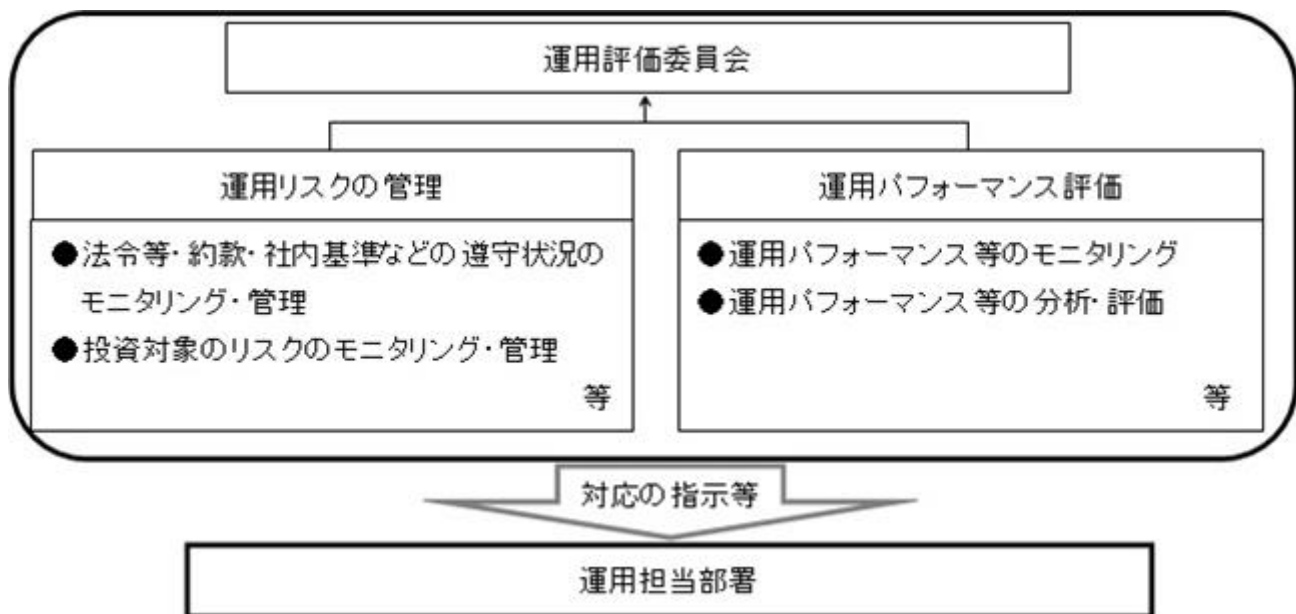 運用評価委員会
運用リスクの管理
●法令等・約款・社内基準などの遵守状況の
モニタリング・管理
●投資対象のリスクのモニタリング・管理
等
運用パフォーマンス評価
●運用パフォーマンス等のモニタリング
●運用パフォーマンス等の分析・評価
等
対応の指示等
運用担当部署